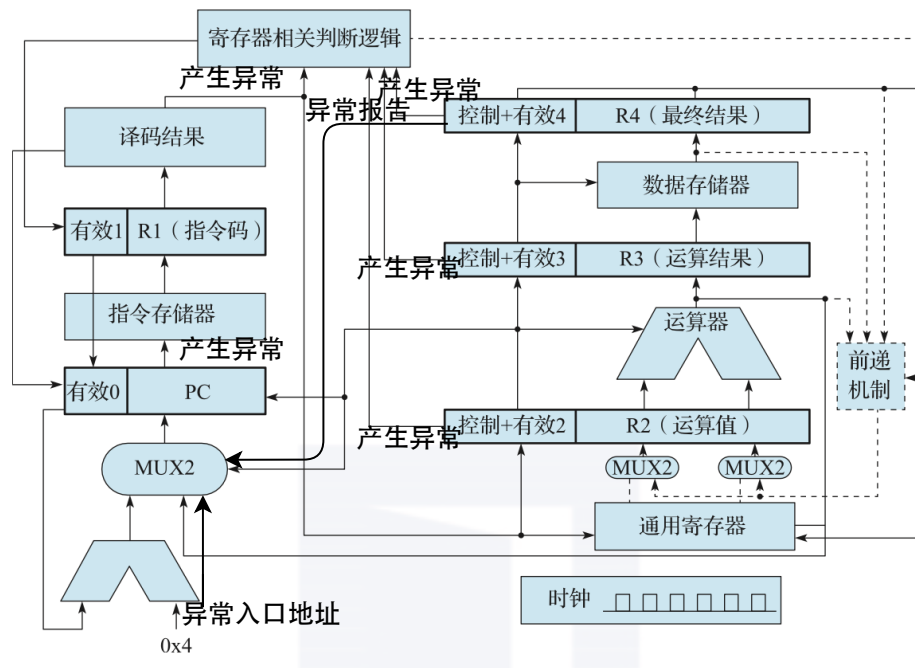 寄存器相关判断逻辑
产生异常
产生异常
异常报告
译码结果
控制+有效4
R4（最终结果）
数据存储器
有效1
R1（指令码）
控制+有效3
R3（运算结果）
产生异常
指令存储器
运算器
产生异常
前递
机制
有效0
PC
控制+有效2
R2（运算值）
产生异常
MUX2
MUX2
MUX2
通用寄存器
异常入口地址
时钟
0x4